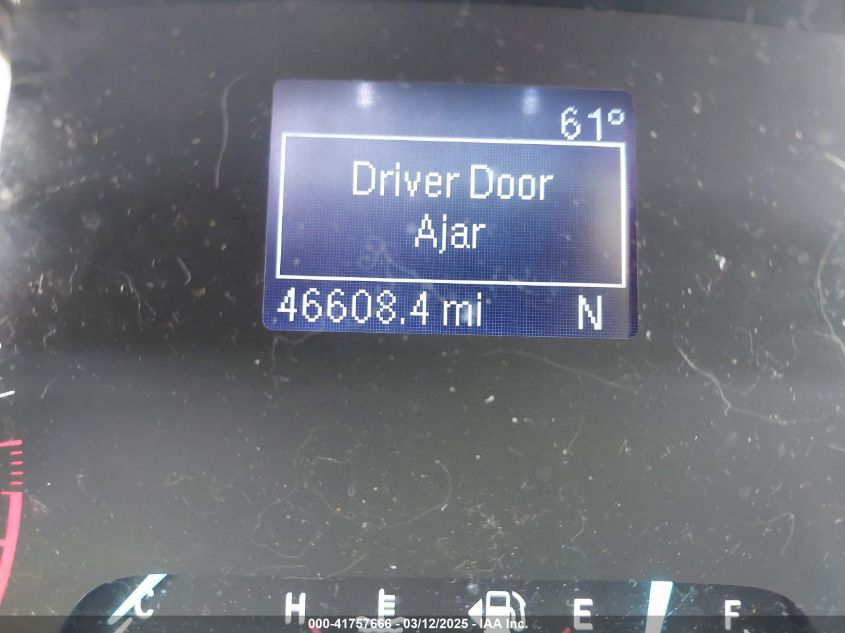 61°
Driver Door
Ajar
46608.4 mi N
C H E F
000-41757666 - 03/12/2025 - IAA Inc.